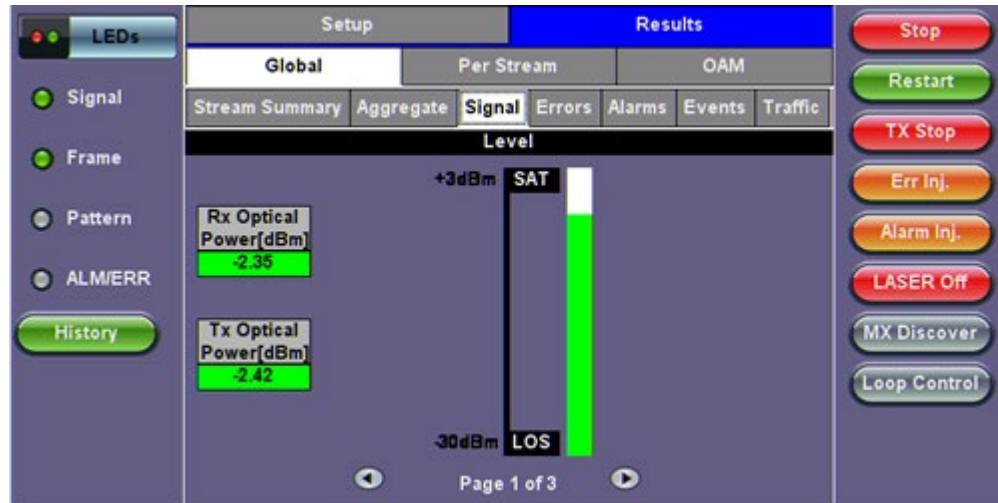 LEDs
Signal
Frame
Pattern
ALM/ERR
History
Setup Results
Global Per Stream OAM
Stream Summary Aggregate Signal Errors Alarms Events Traffic
Level
+3dBm SAT
Rx Optical
Power[dBm]
-2.35
Tx Optical
Power[dBm]
-2.42
-30dBm LOS
Page 1 of 3
Stop
Restart
TX Stop
Err Inj.
Alarm Inj.
LASER Off
MX Discover
Loop Control